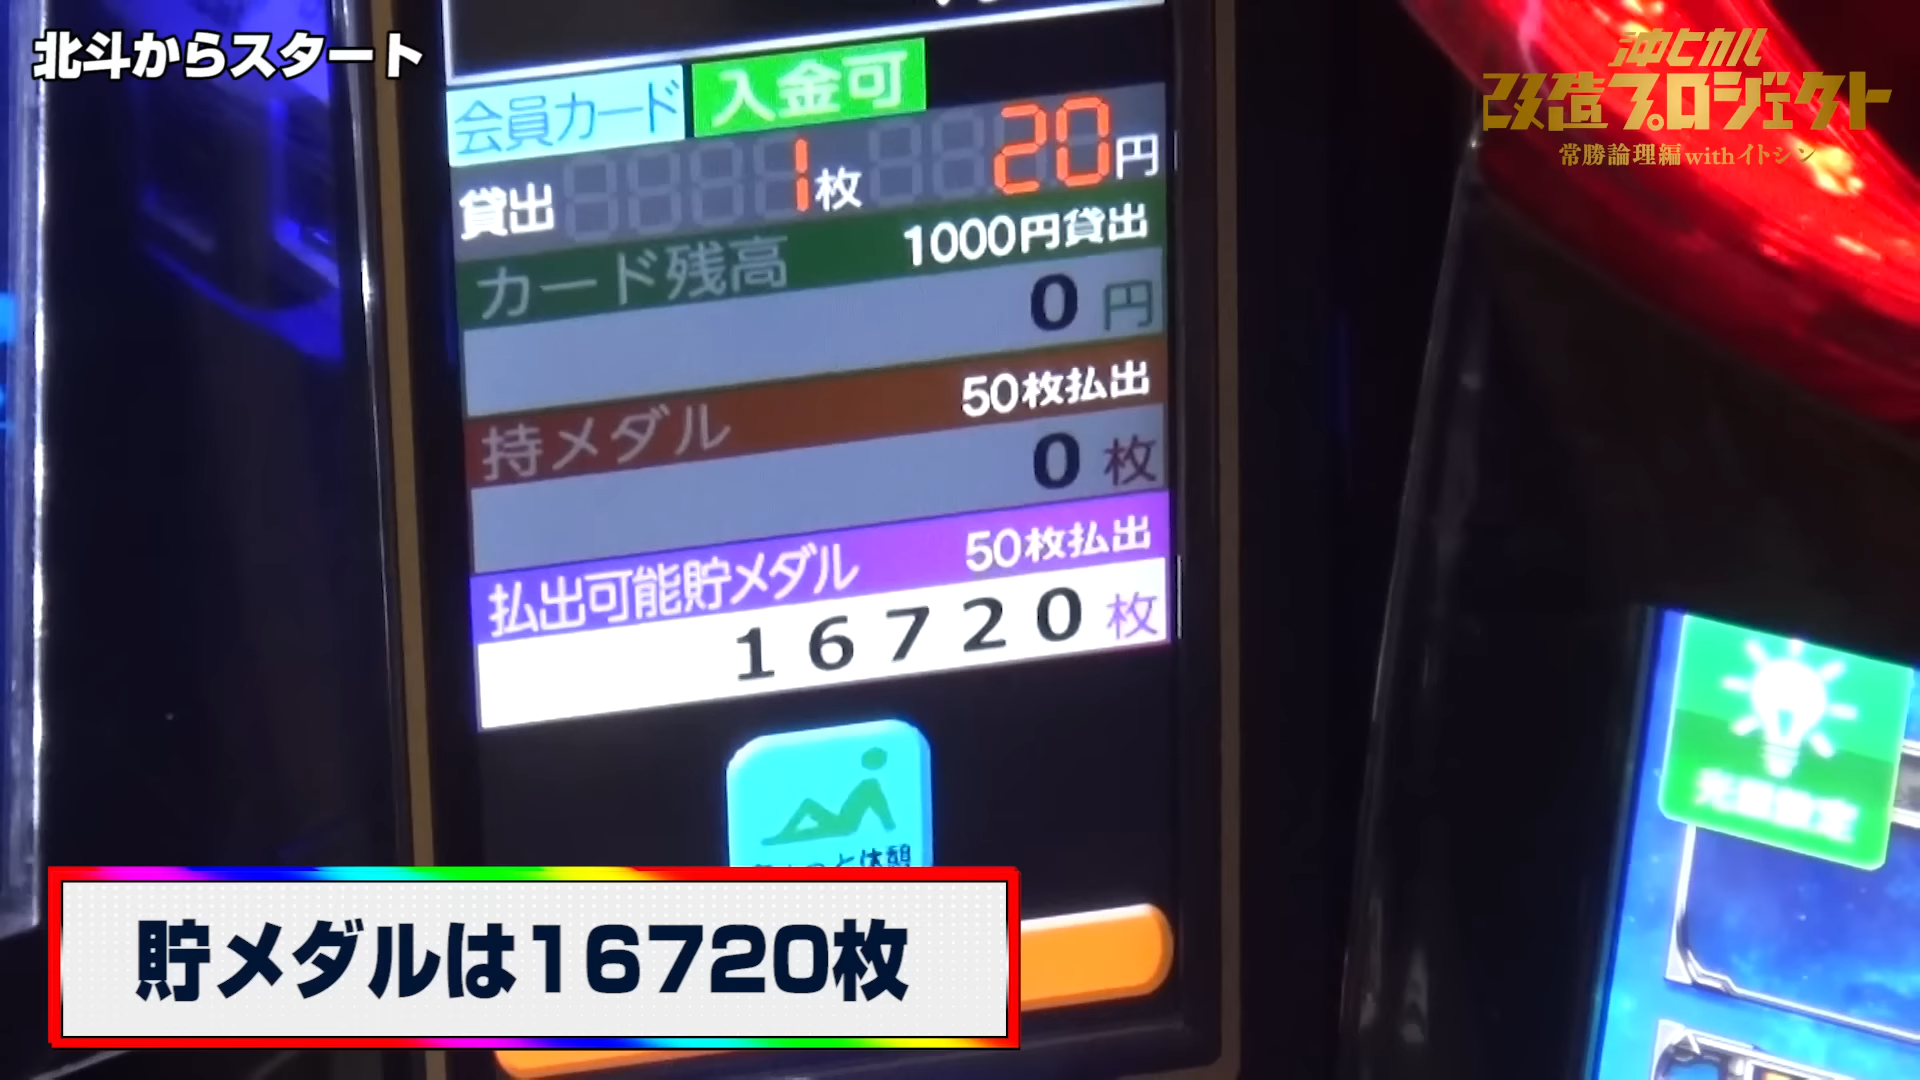 北斗からスタート
沖ヒカル
改造プロジェクト
常勝論理編withイトシン
会員カード 入金可
貸出 1枚 20円
カード残高 1000円貸出
0円
持メダル 50枚払出
0枚
払出可能貯メダル 50枚払出
16720枚
貯メダルは16720枚